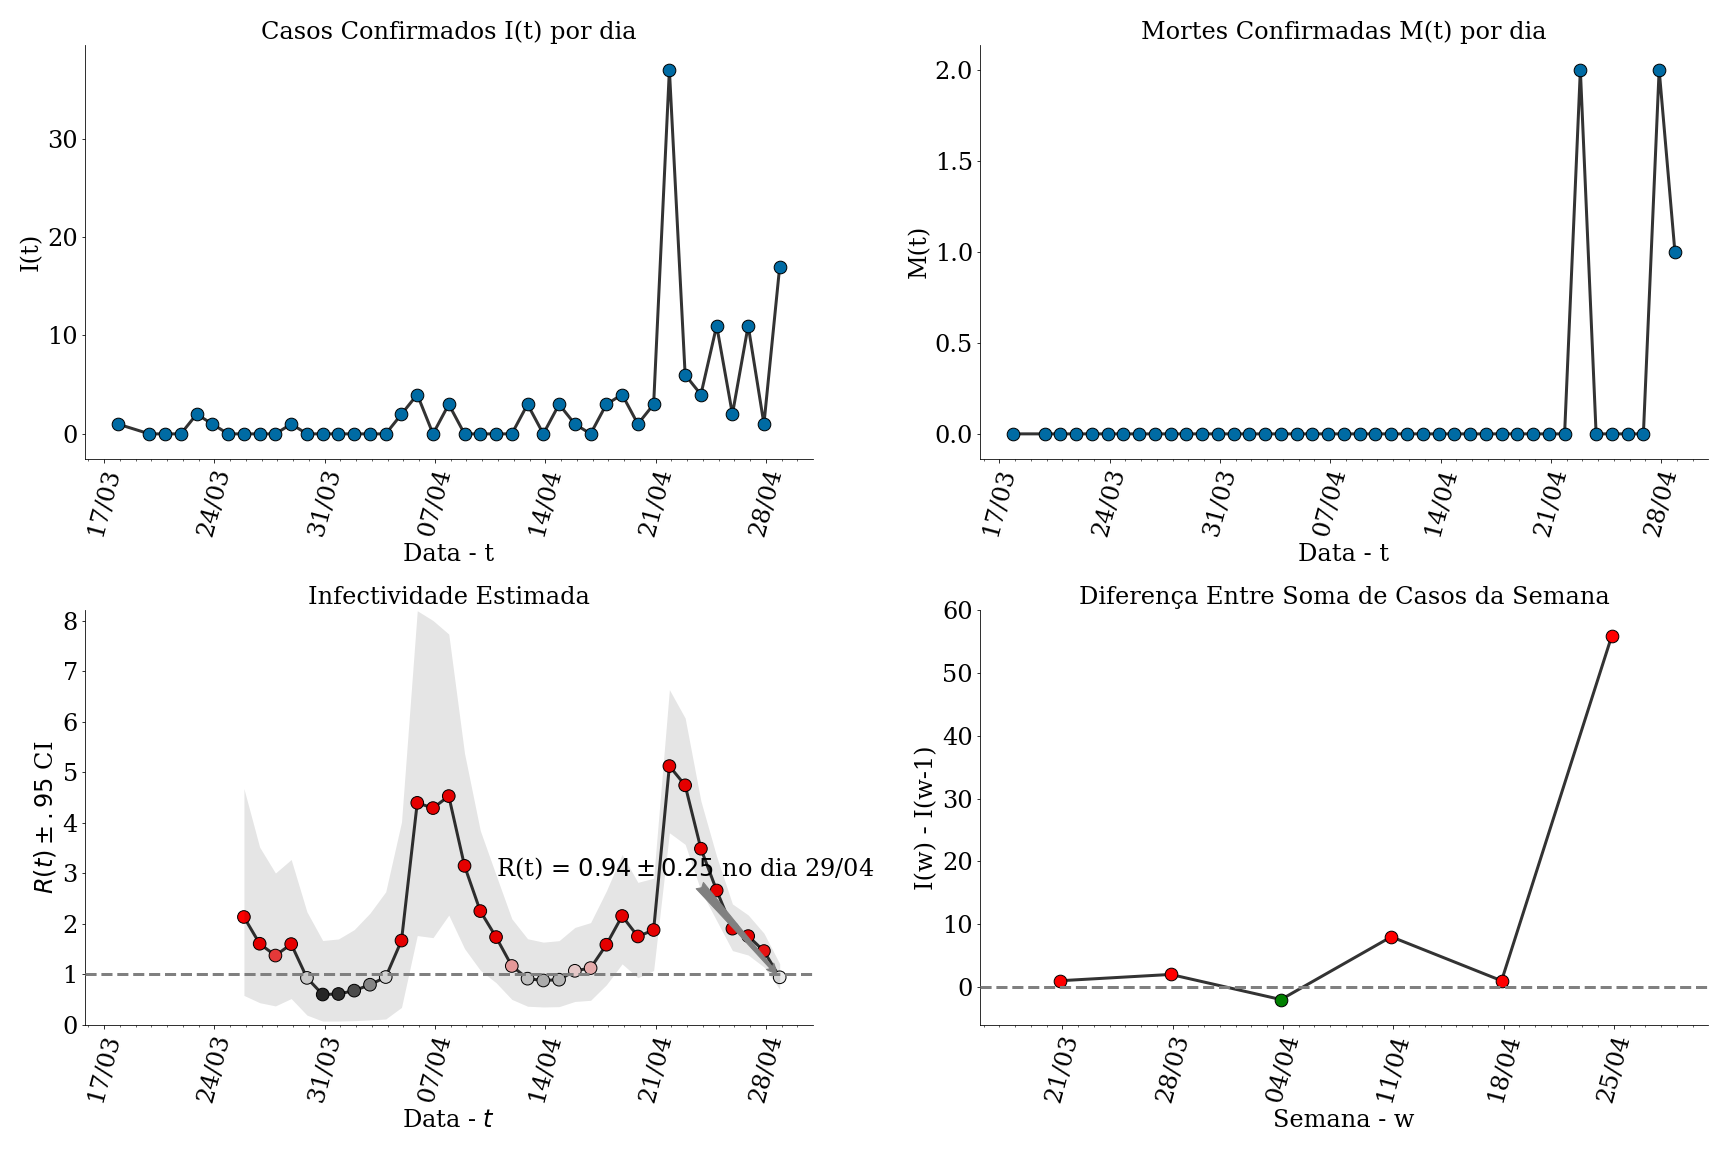 Casos Confirmados I(t) por dia
I(t)
30
20
10
0
17/03 24/03 31/03 07/04 14/04 21/04 28/04
Data - t
Mortes Confirmadas M(t) por dia
M(t)
2.0
1.5
1.0
0.5
0.0
17/03 24/03 31/03 07/04 14/04 21/04 28/04
Data - t
Infectividade Estimada
R(t) ± .95 CI
8
7
6
5
4
3
2
1
0
R(t) = 0.94 ± 0.25 no dia 29/04
17/03 24/03 31/03 07/04 14/04 21/04 28/04
Data - t
Diferença Entre Soma de Casos da Semana
I(w) - I(w-1)
60
50
40
30
20
10
0
21/03 28/03 04/04 11/04 18/04 25/04
Semana - w